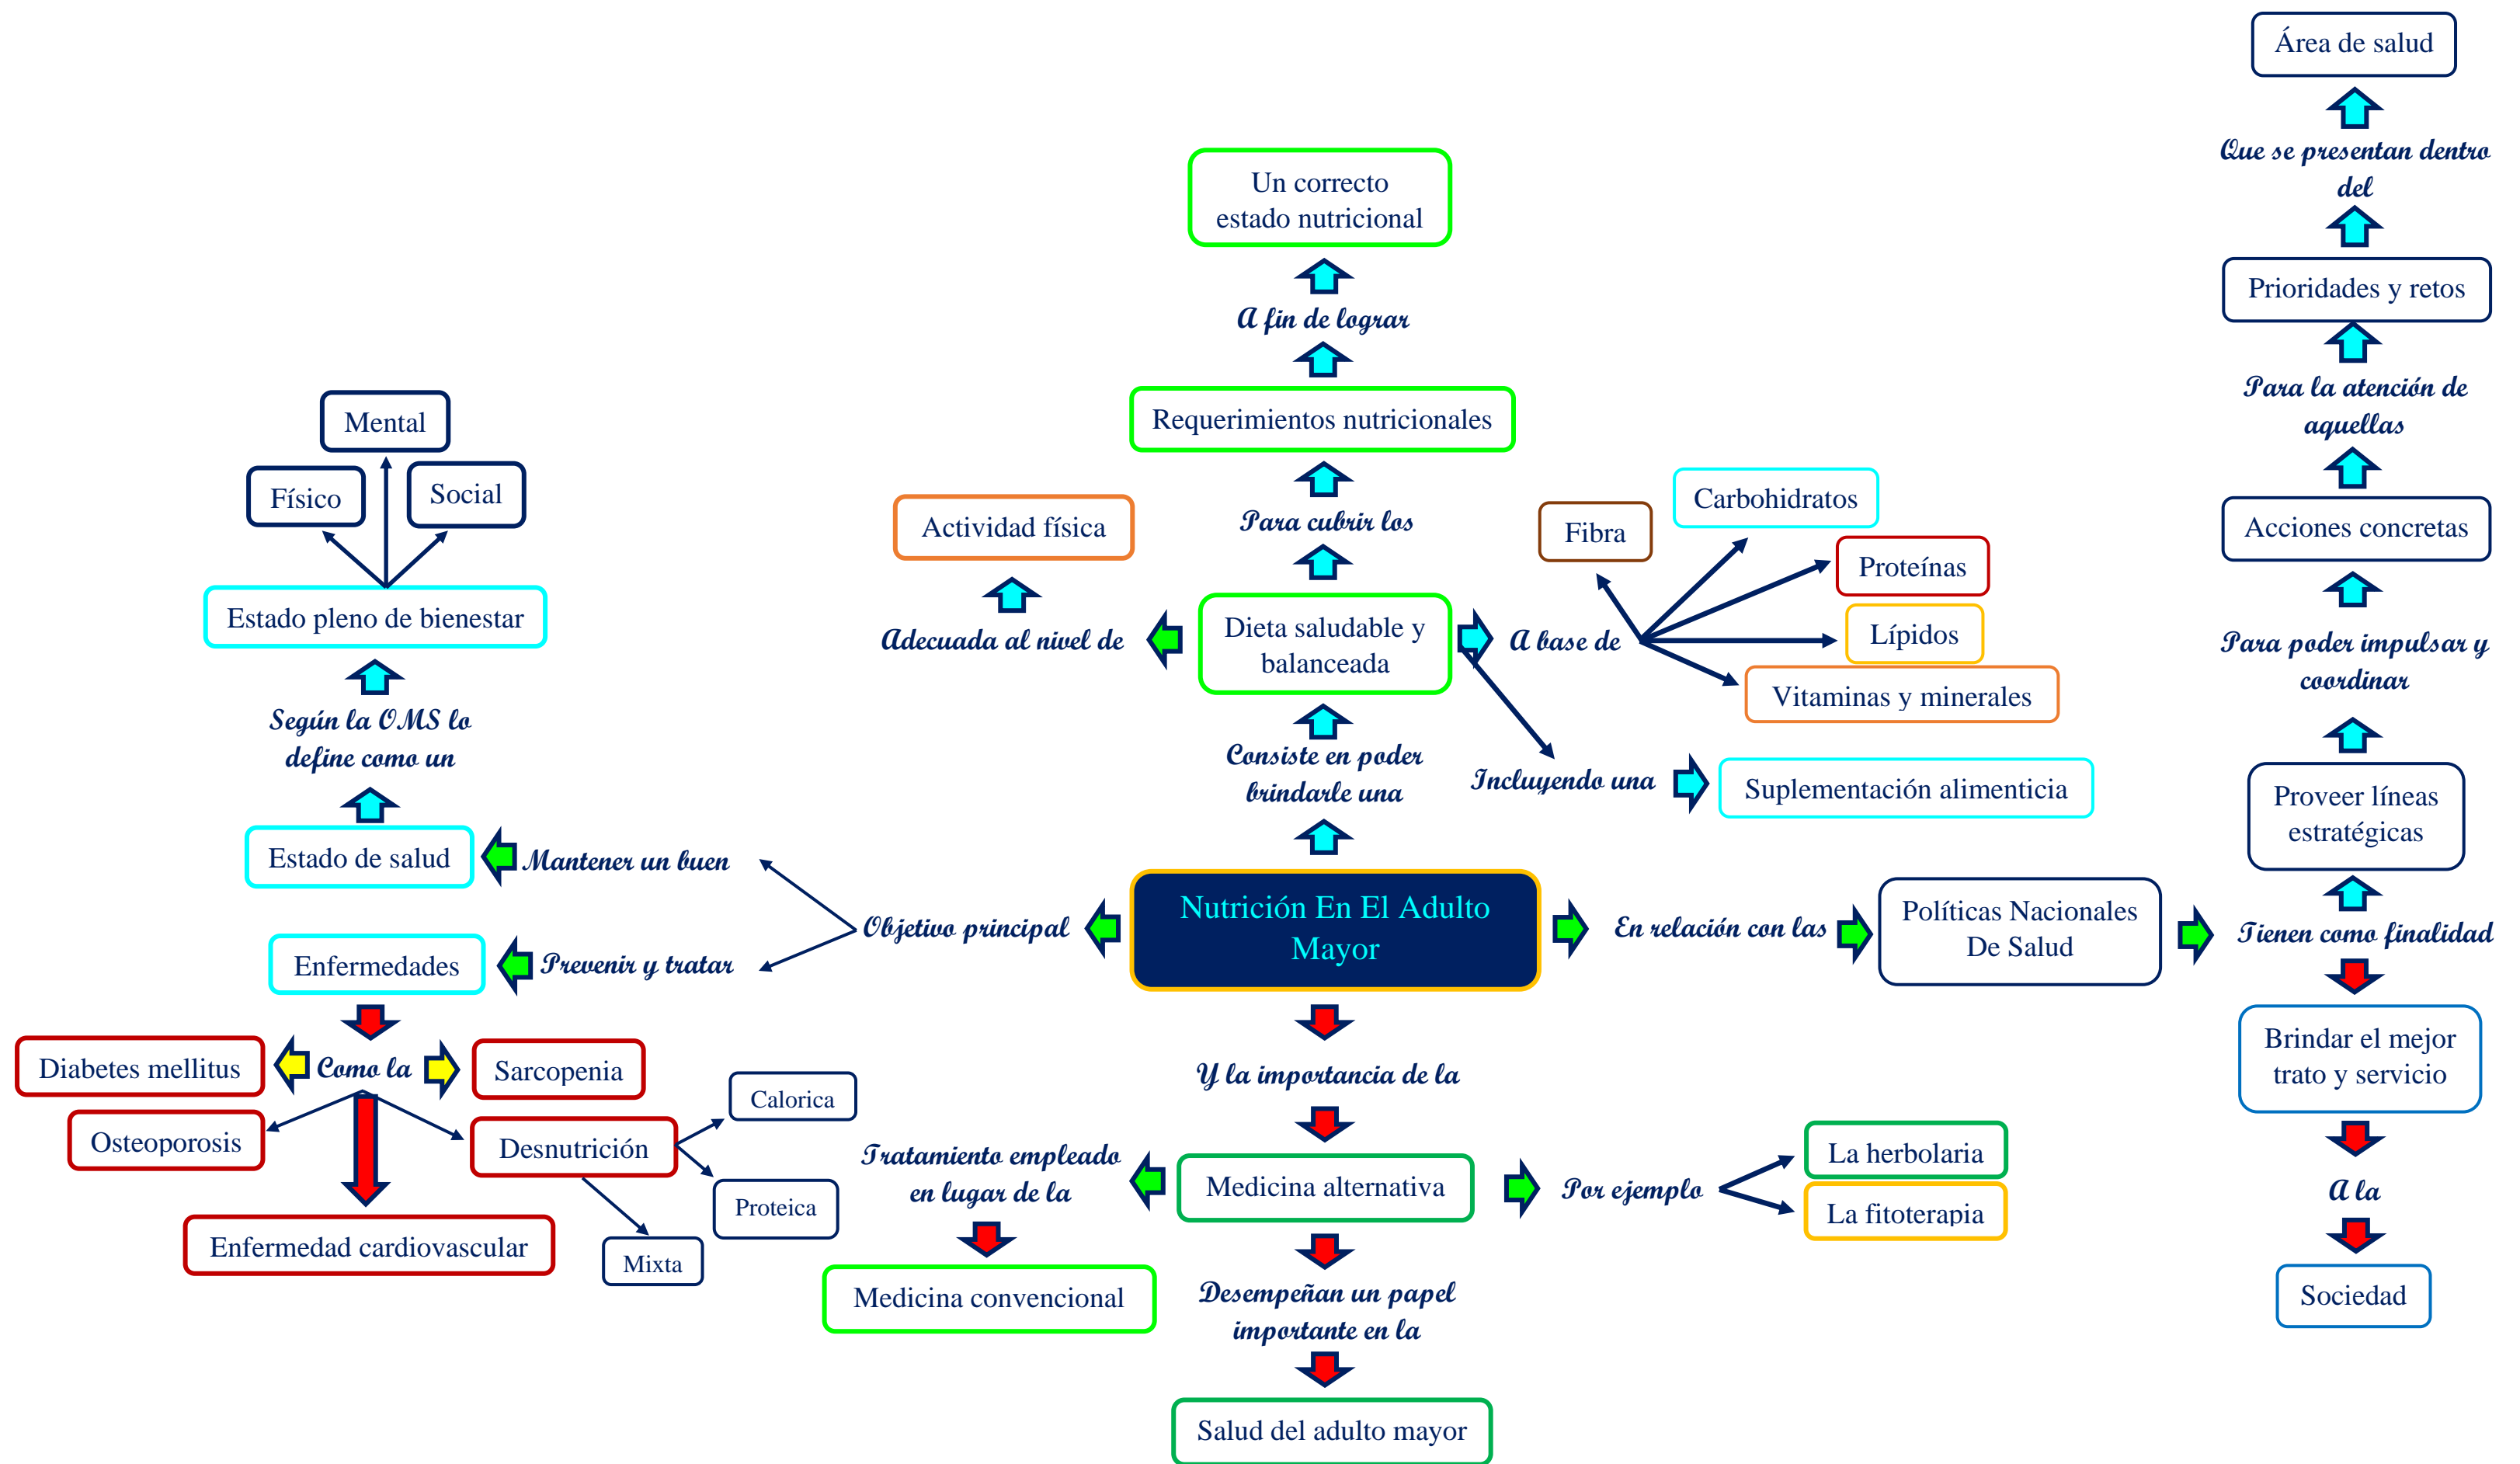 Área de salud
Que se presentan dentro
del
Prioridades y retos
Para la atención de
aquellas
Acciones concretas
Para poder impulsar y
coordinar
Proveer líneas
estratégicas
Tienen como finalidad
Brindar el mejor
trato y servicio
A la
Sociedad
Un correcto
estado nutricional
A fin de lograr
Requerimientos nutricionales
Para cubrir los
Dieta saludable y
balanceada
Adecuada al nivel de
Actividad física
A base de
Fibra
Carbohidratos
Proteínas
Lípidos
Vitaminas y minerales
Incluyendo una
Suplementación alimenticia
Consiste en poder
brindarle una
Nutrición En El Adulto
Mayor
En relación con las
Políticas Nacionales
De Salud
Objetivo principal
Mantener un buen
Estado de salud
Según la OMS lo
define como un
Estado pleno de bienestar
Físico
Mental
Social
Prevenir y tratar
Enfermedades
Como la
Diabetes mellitus
Sarcopenia
Osteoporosis
Desnutrición
Calorica
Proteica
Mixta
Enfermedad cardiovascular
Y la importancia de la
Medicina alternativa
Tratamiento empleado
en lugar de la
Medicina convencional
Por ejemplo
La herbolaria
La fitoterapia
Desempeñan un papel
importante en la
Salud del adulto mayor